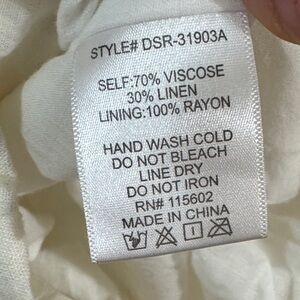 STYLE# DSR-31903A
SELF:70% VISCOSE
30% LINEN
LINING:100% RAYON
HAND WASH COLD
DO NOT BLEACH
LINE DRY
DO NOT IRON
RN# 115602
MADE IN CHINA